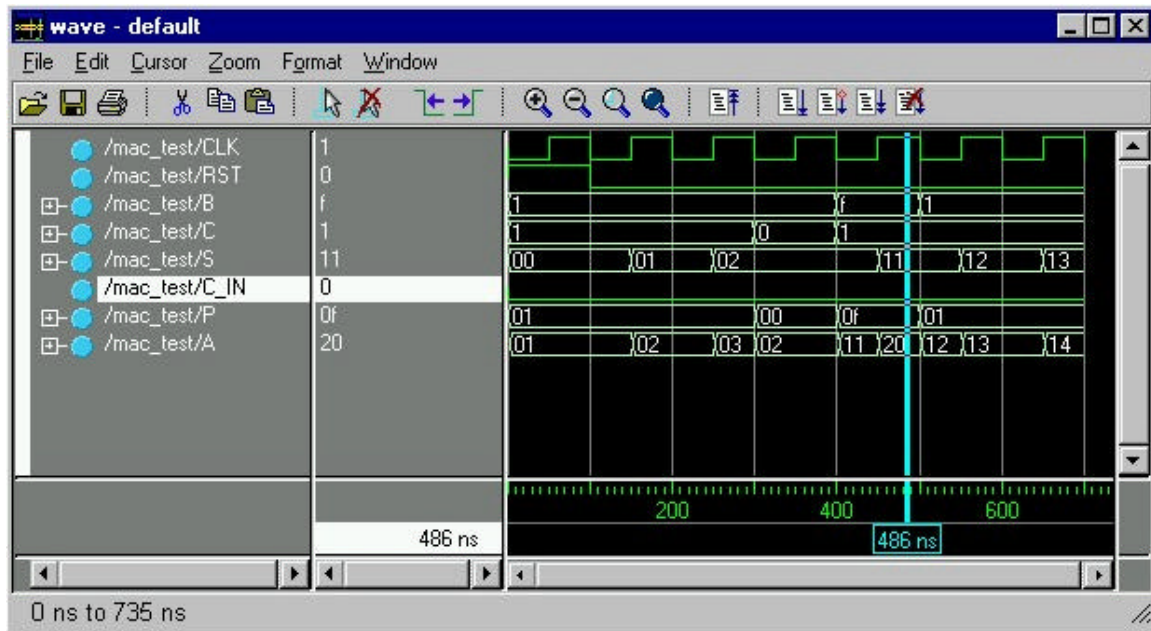 wave - default
File Edit Cursor Zoom Format Window
/mac_test/CLK 1
/mac_test/RST 0
/mac_test/B f 1 f 1
/mac_test/C 1 1 0 1
/mac_test/S 11 00 01 02 11 12 13
/mac_test/C_IN 0
/mac_test/P 0f 01 00 0f 01
/mac_test/A 20 01 02 03 02 11 20 12 13 14
200 400 600
486 ns 486 ns
0 ns to 735 ns